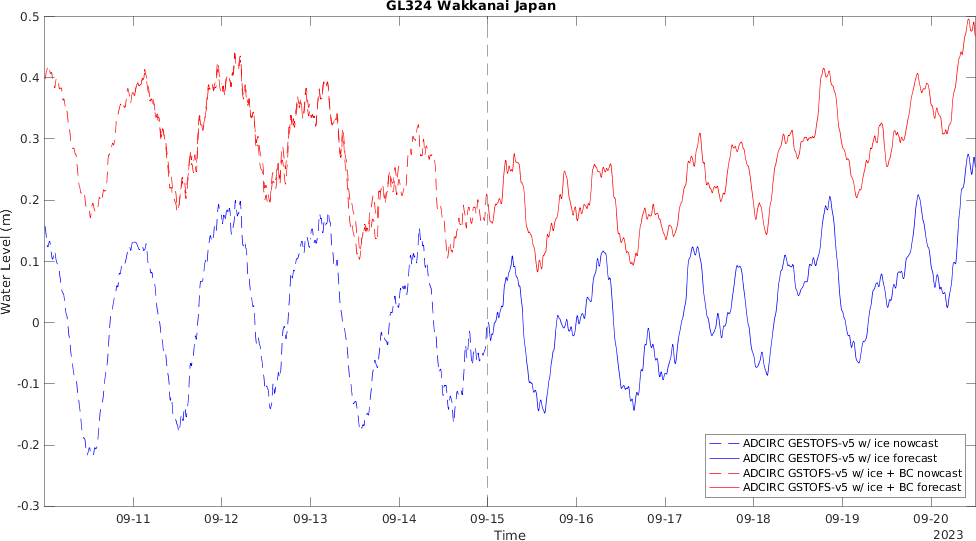 GL324 Wakkanai Japan
0.5
0.4
0.3
0.2
0.1
0
-0.1
-0.2
-0.3
Water Level (m)
ADCIRC GESTOFS-v5 w/ ice nowcast
ADCIRC GESTOFS-v5 w/ ice forecast
ADCIRC GSTOFS-v5 w/ ice + BC nowcast
ADCIRC GSTOFS-v5 w/ ice + BC forecast
09-11 09-12 09-13 09-14 09-15 09-16 09-17 09-18 09-19 09-20
Time
2023